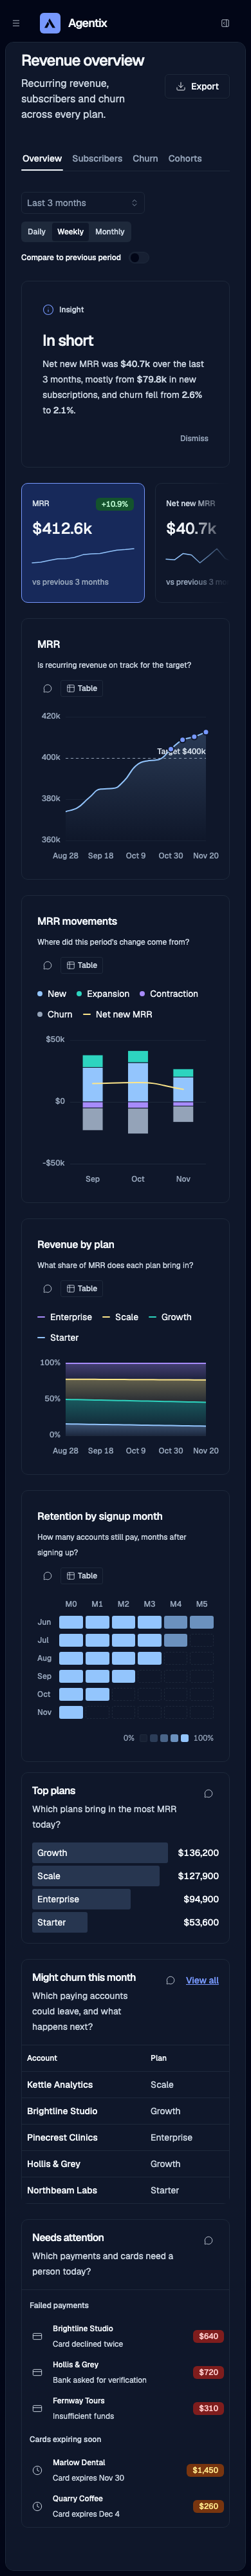 Agentix
Revenue overview
Recurring revenue,
subscribers and churn
across every plan.
Export
Overview
Subscribers
Churn
Cohorts
Last 3 months
Daily
Weekly
Monthly
Compare to previous period
Insight
In short
Net new MRR was $40.7k over the last
3 months, mostly from $79.8k in new
subscriptions, and churn fell from 2.6%
to 2.1%.
Dismiss
MRR
+10.9%
$412.6k
vs previous 3 months
Net new MRR
$40.7k
vs previous 3
MRR
Is recurring revenue on track for the target?
Table
420k
400k
380k
360k
Target $400k
Aug 28
Sep 18
Oct 9
Oct 30
Nov 20
MRR movements
Where did this period's change come from?
Table
New
Expansion
Contraction
Churn
Net new MRR
$50k
$0
-$50k
Sep
Oct
Nov
Revenue by plan
What share of MRR does each plan bring in?
Table
Enterprise
Scale
Growth
Starter
100%
50%
0%
Aug 28
Sep 18
Oct 9
Oct 30
Nov 20
Retention by signup month
How many accounts still pay, months after
signing up?
Table
M0
M1
M2
M3
M4
M5
Jun
Jul
Aug
Sep
Oct
Nov
0%
100%
Top plans
Which plans bring in the most MRR
today?
Growth
$136,200
Scale
$127,900
Enterprise
$94,900
Starter
$53,600
Might churn this month
View all
Which paying accounts
could leave, and what
happens next?
Account
Plan
Kettle Analytics
Scale
Brightline Studio
Growth
Pinecrest Clinics
Enterprise
Hollis & Grey
Growth
Northbeam Labs
Starter
Needs attention
Which payments and cards need a
person today?
Failed payments
Brightline Studio
Card declined twice
$640
Hollis & Grey
Bank asked for verification
$720
Fernway Tours
Insufficient funds
$310
Cards expiring soon
Marlow Dental
Card expires Nov 30
$1,450
Quarry Coffee
Card expires Dec 4
$260